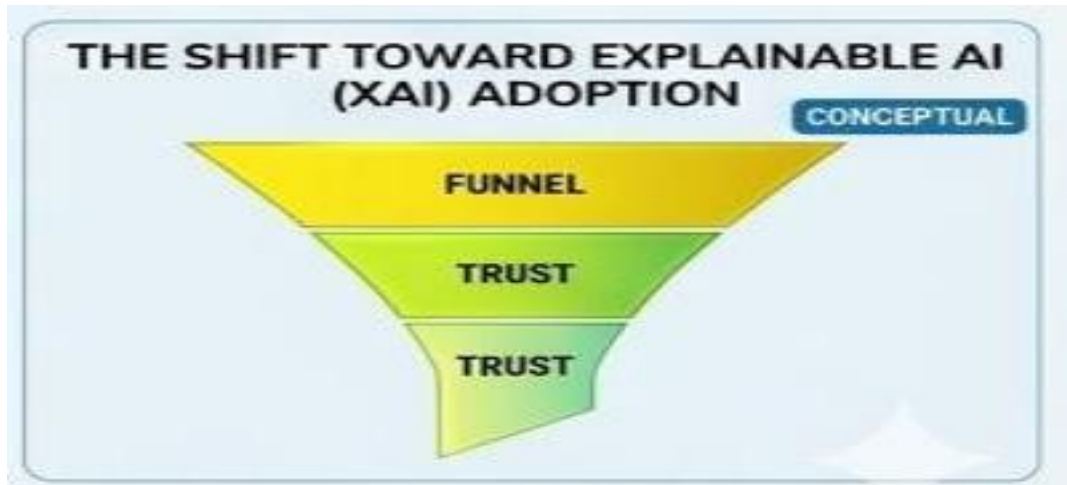 THE SHIFT TOWARD EXPLAINABLE AI
(XAI) ADOPTION
CONCEPTUAL
FUNNEL
TRUST
TRUST